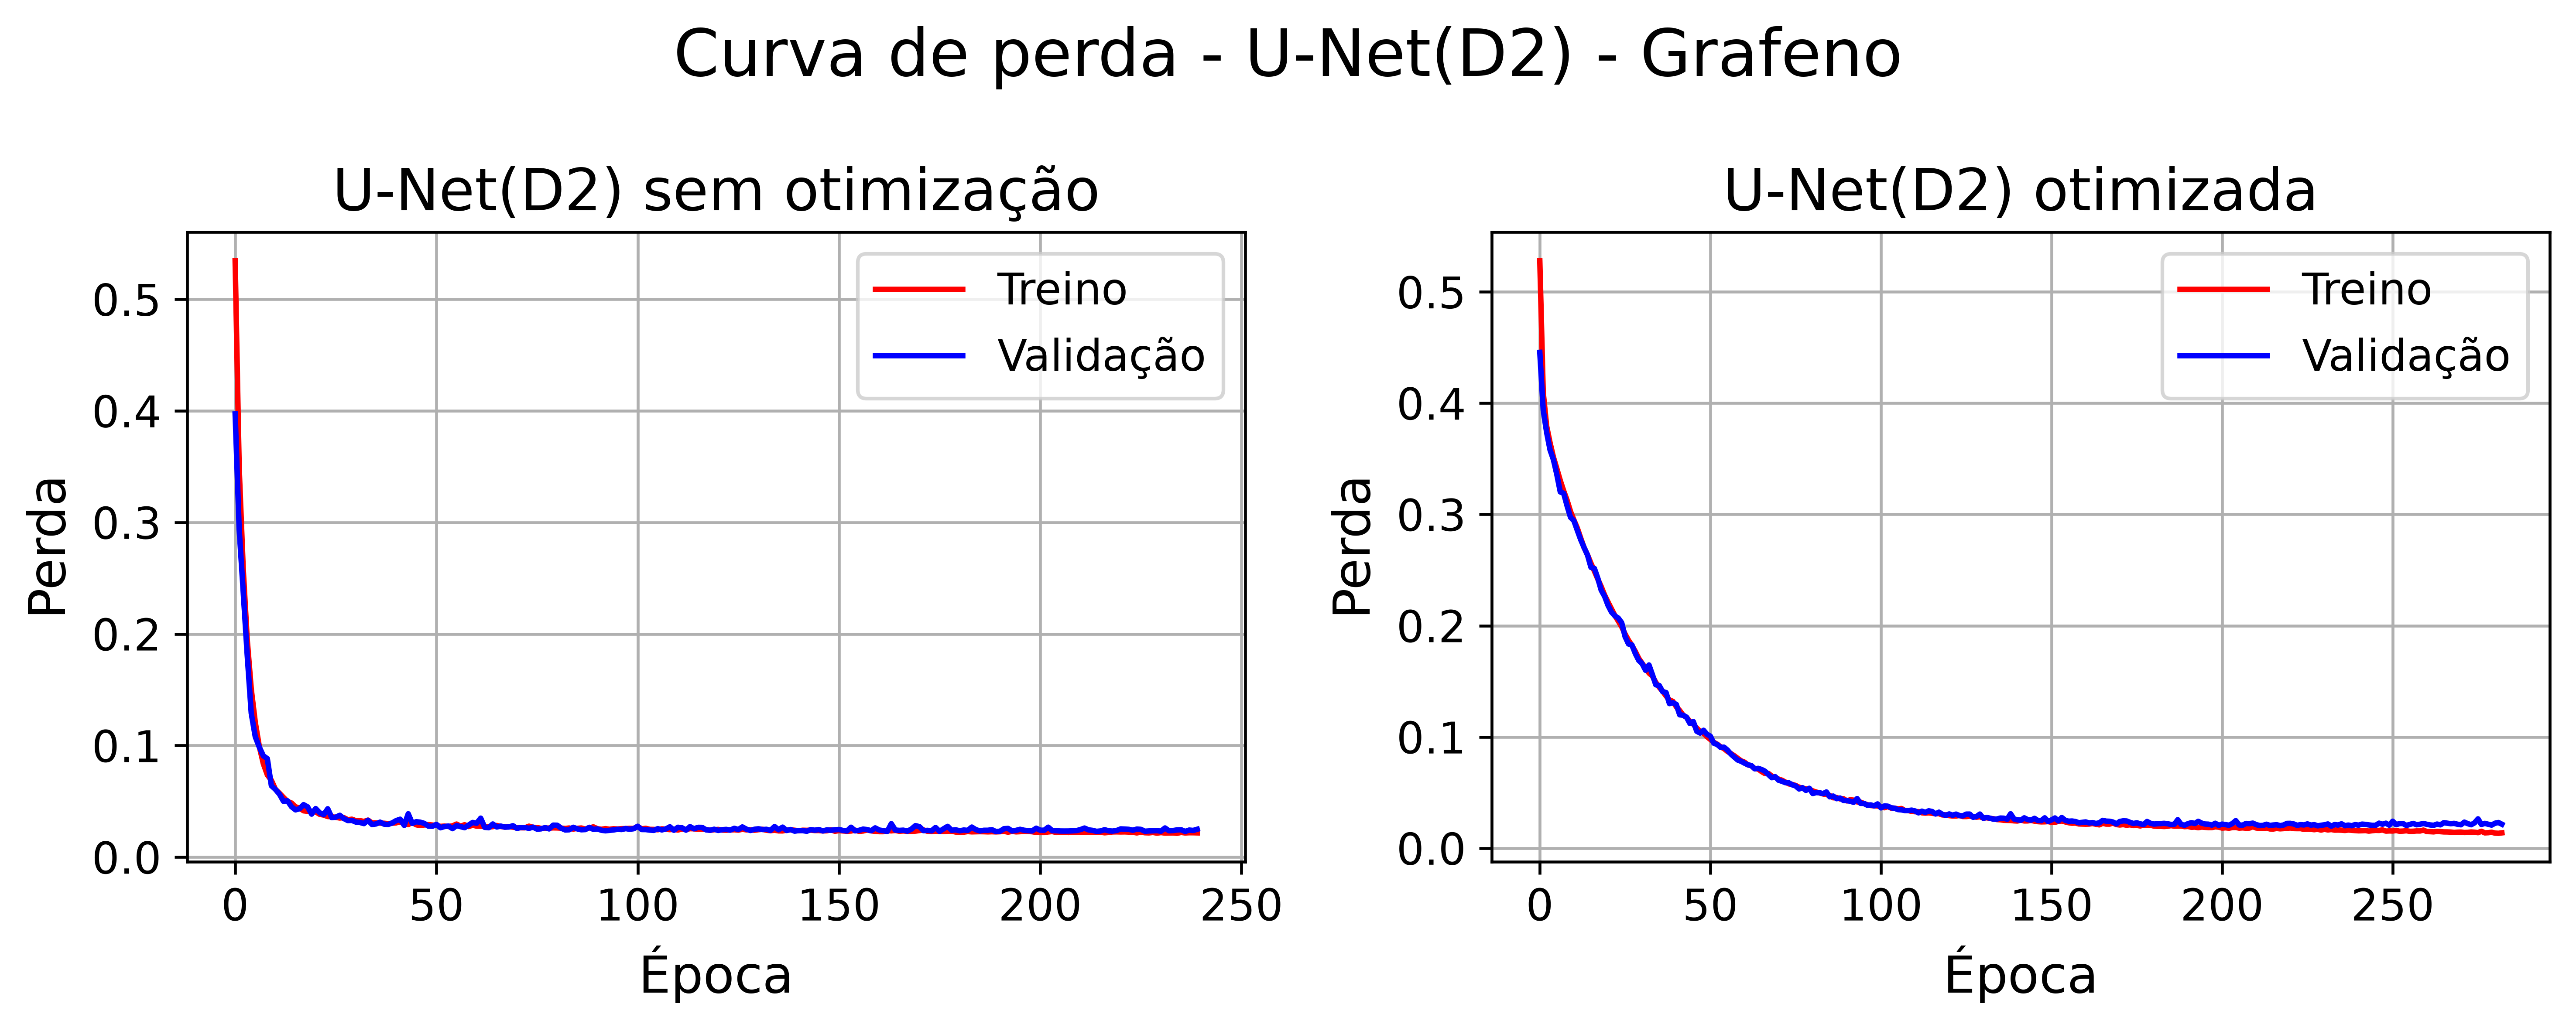 Curva de perda - U-Net(D2) - Grafeno
U-Net(D2) sem otimização
Treino
Validação
0.5
0.4
0.3
0.2
0.1
0.0
Perda
0 50 100 150 200 250
Época
U-Net(D2) otimizada
Treino
Validação
0.5
0.4
0.3
0.2
0.1
0.0
Perda
0 50 100 150 200 250
Época